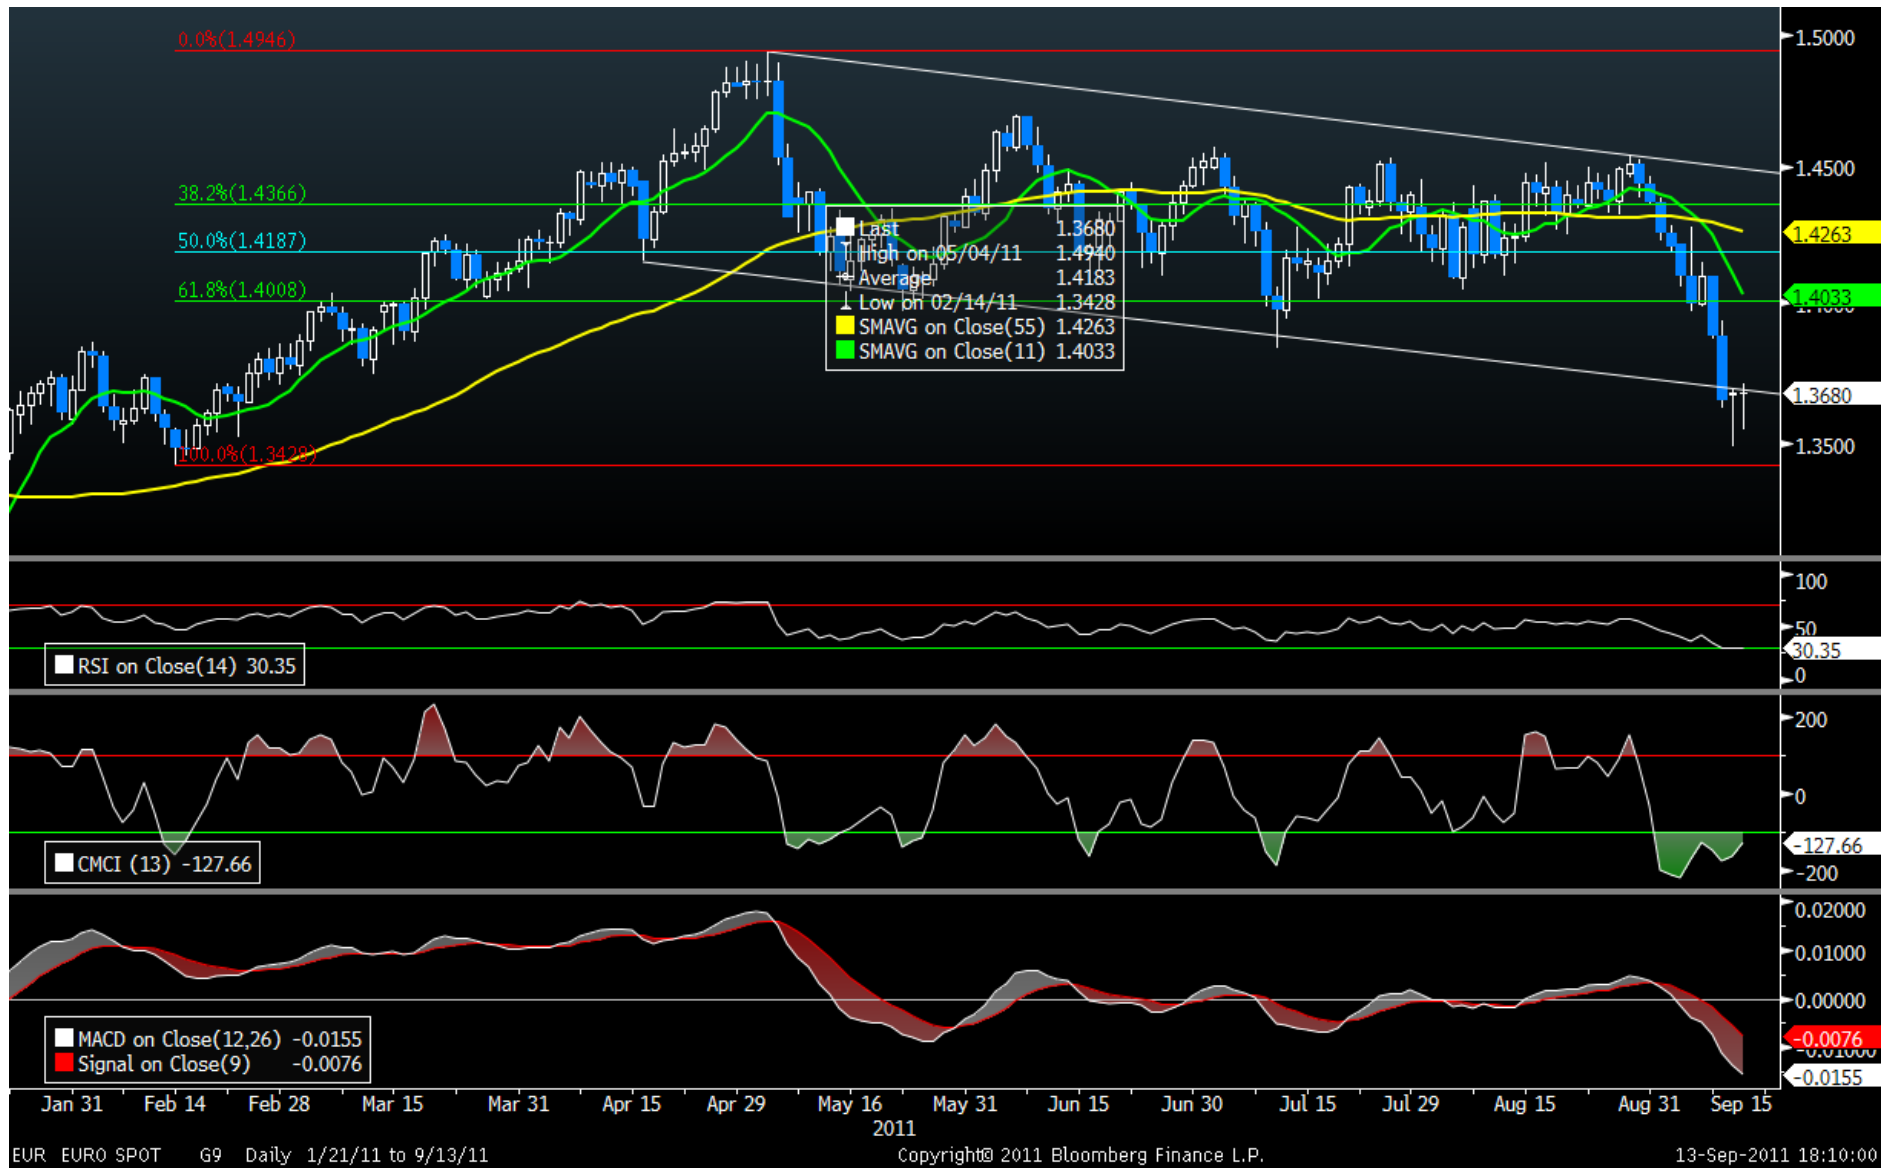 0.0%(1.4946)
38.2%(1.4366)
50.0%(1.4187)
61.8%(1.4008)
100.0%(1.3428)
Last 1.3680
High on 05/04/11 1.4940
Average 1.4183
Low on 02/14/11 1.3428
SMAVG on Close(55) 1.4263
SMAVG on Close(11) 1.4033
1.5000
1.4500
1.4263
1.4033
1.4000
1.3680
1.3500
RSI on Close(14) 30.35
100
50
30.35
0
CMCI (13) -127.66
200
0
-127.66
-200
MACD on Close(12,26) -0.0155
Signal on Close(9) -0.0076
0.02000
0.01000
0.00000
-0.0076
-0.01000
-0.0155
Jan 31 Feb 14 Feb 28 Mar 15 Mar 31 Apr 15 Apr 29 May 16 May 31 Jun 15 Jun 30 Jul 15 Jul 29 Aug 15 Aug 31 Sep 15
2011
EUR EURO SPOT G9 Daily 1/21/11 to 9/13/11 Copyright© 2011 Bloomberg Finance L.P. 13-Sep-2011 18:10:00